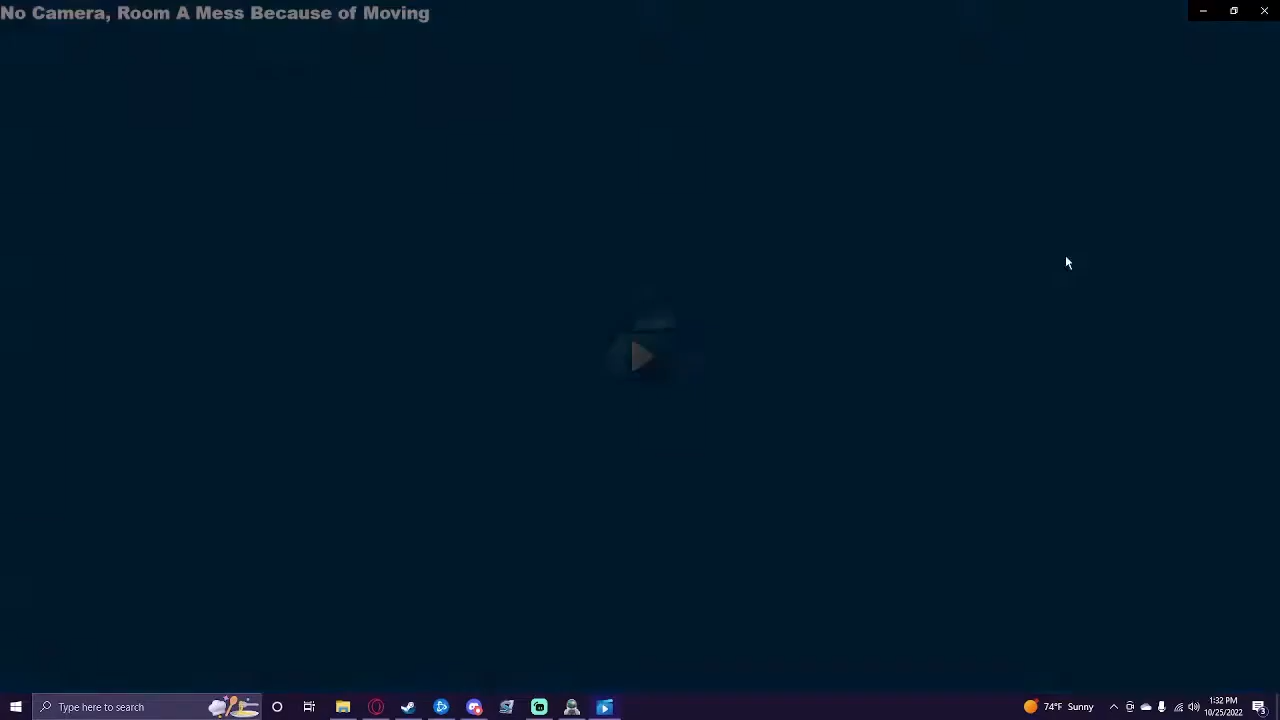 No Camera, Room A Mess Because of Moving
Type here to search
74°F Sunny
1:32 PM
10/25/2022